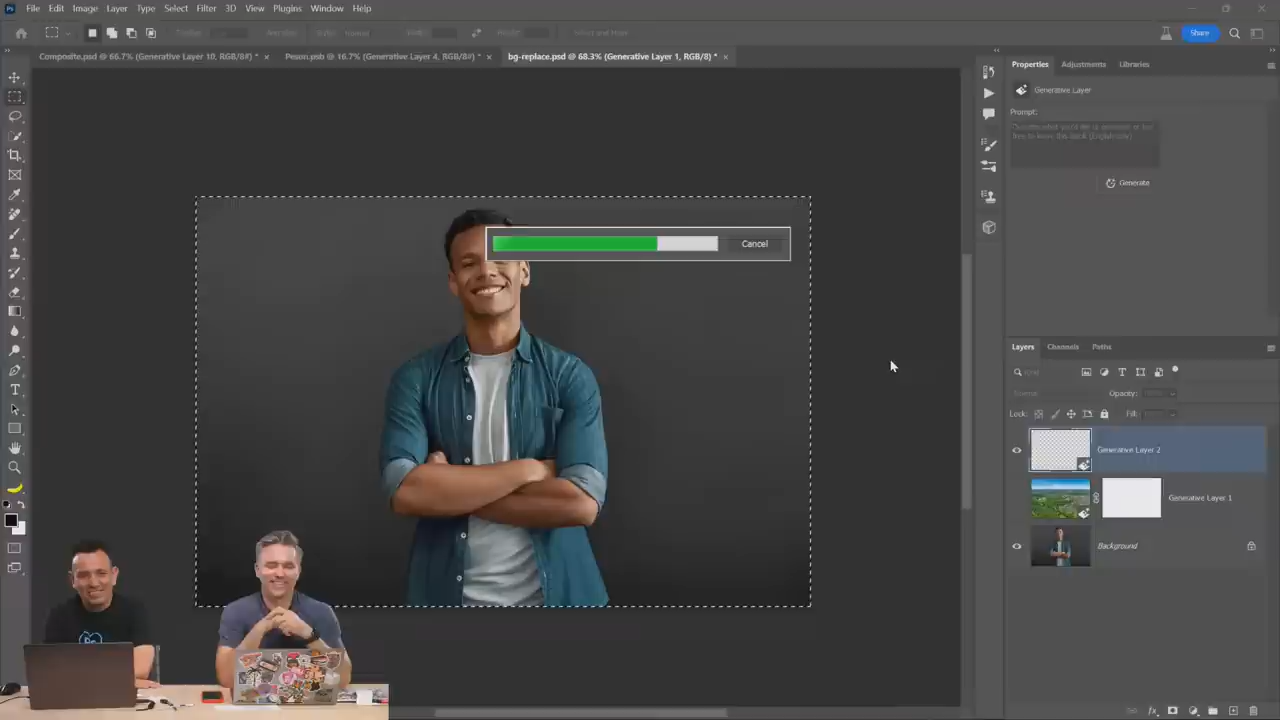 File Edit Image Layer Type Select Filter 3D View Plugins Window Help
Share
Composite.psd @ 66.7% (Generative Layer 10, RGB/8#) * Peson.psb @ 16.7% (Generative Layer 4, RGB/8#) * bg-replace.psd @ 68.3% (Generative Layer 1, RGB/8) *
Properties Adjustments Libraries
Generative Layer
Prompt:
Generate
Cancel
Layers Channels Paths
Opacity:
Lock: Fill:
Generative Layer 2
Generative Layer 1
Background